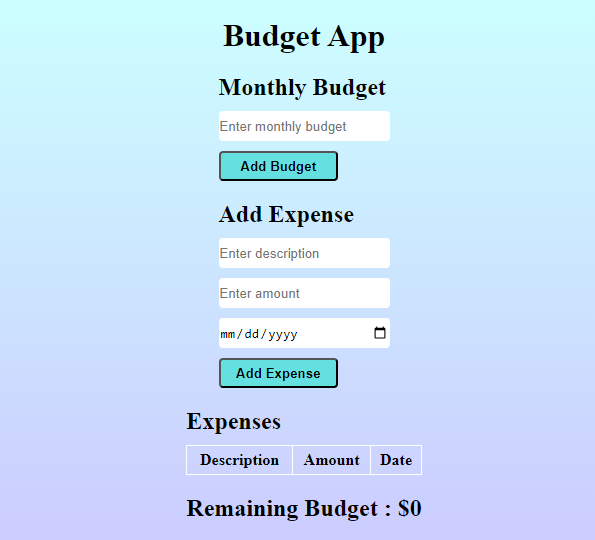 Budget App
Monthly Budget
Enter monthly budget
Add Budget
Add Expense
Enter description
Enter amount
mm/dd/yyyy
Add Expense
Expenses
Description Amount Date
Remaining Budget : $0